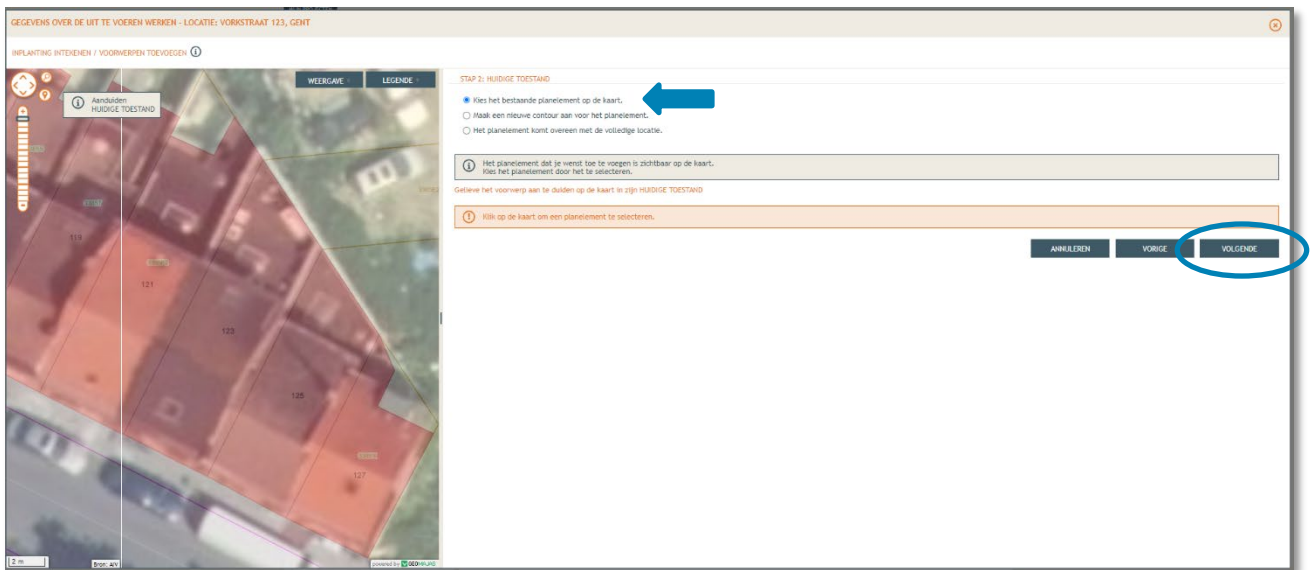 GEGEVENS OVER DE UIT TE VOEREN WERKEN - LOCATIE: VORKSTRAAT 123, GENT
INPLANTING INTEKENEN / VOORWERPEN TOEVOEGEN
WEERGAVE
LEGENDE
Aanduiden
HUIDIGE TOESTAND
119
121
123
125
127
2 m
Bron: AIV
powered by GEOMAJAS
STAP 2: HUIDIGE TOESTAND
Kies het bestaande planelement op de kaart.
Maak een nieuwe contour aan voor het planelement.
Het planelement komt overeen met de volledige locatie.
Het planelement dat je wenst toe te voegen is zichtbaar op de kaart.
Kies het planelement door het te selecteren.
Gelieve het voorwerp aan te duiden op de kaart in zijn HUIDIGE TOESTAND
Klik op de kaart om een planelement te selecteren.
ANNULEREN
VORIGE
VOLGENDE